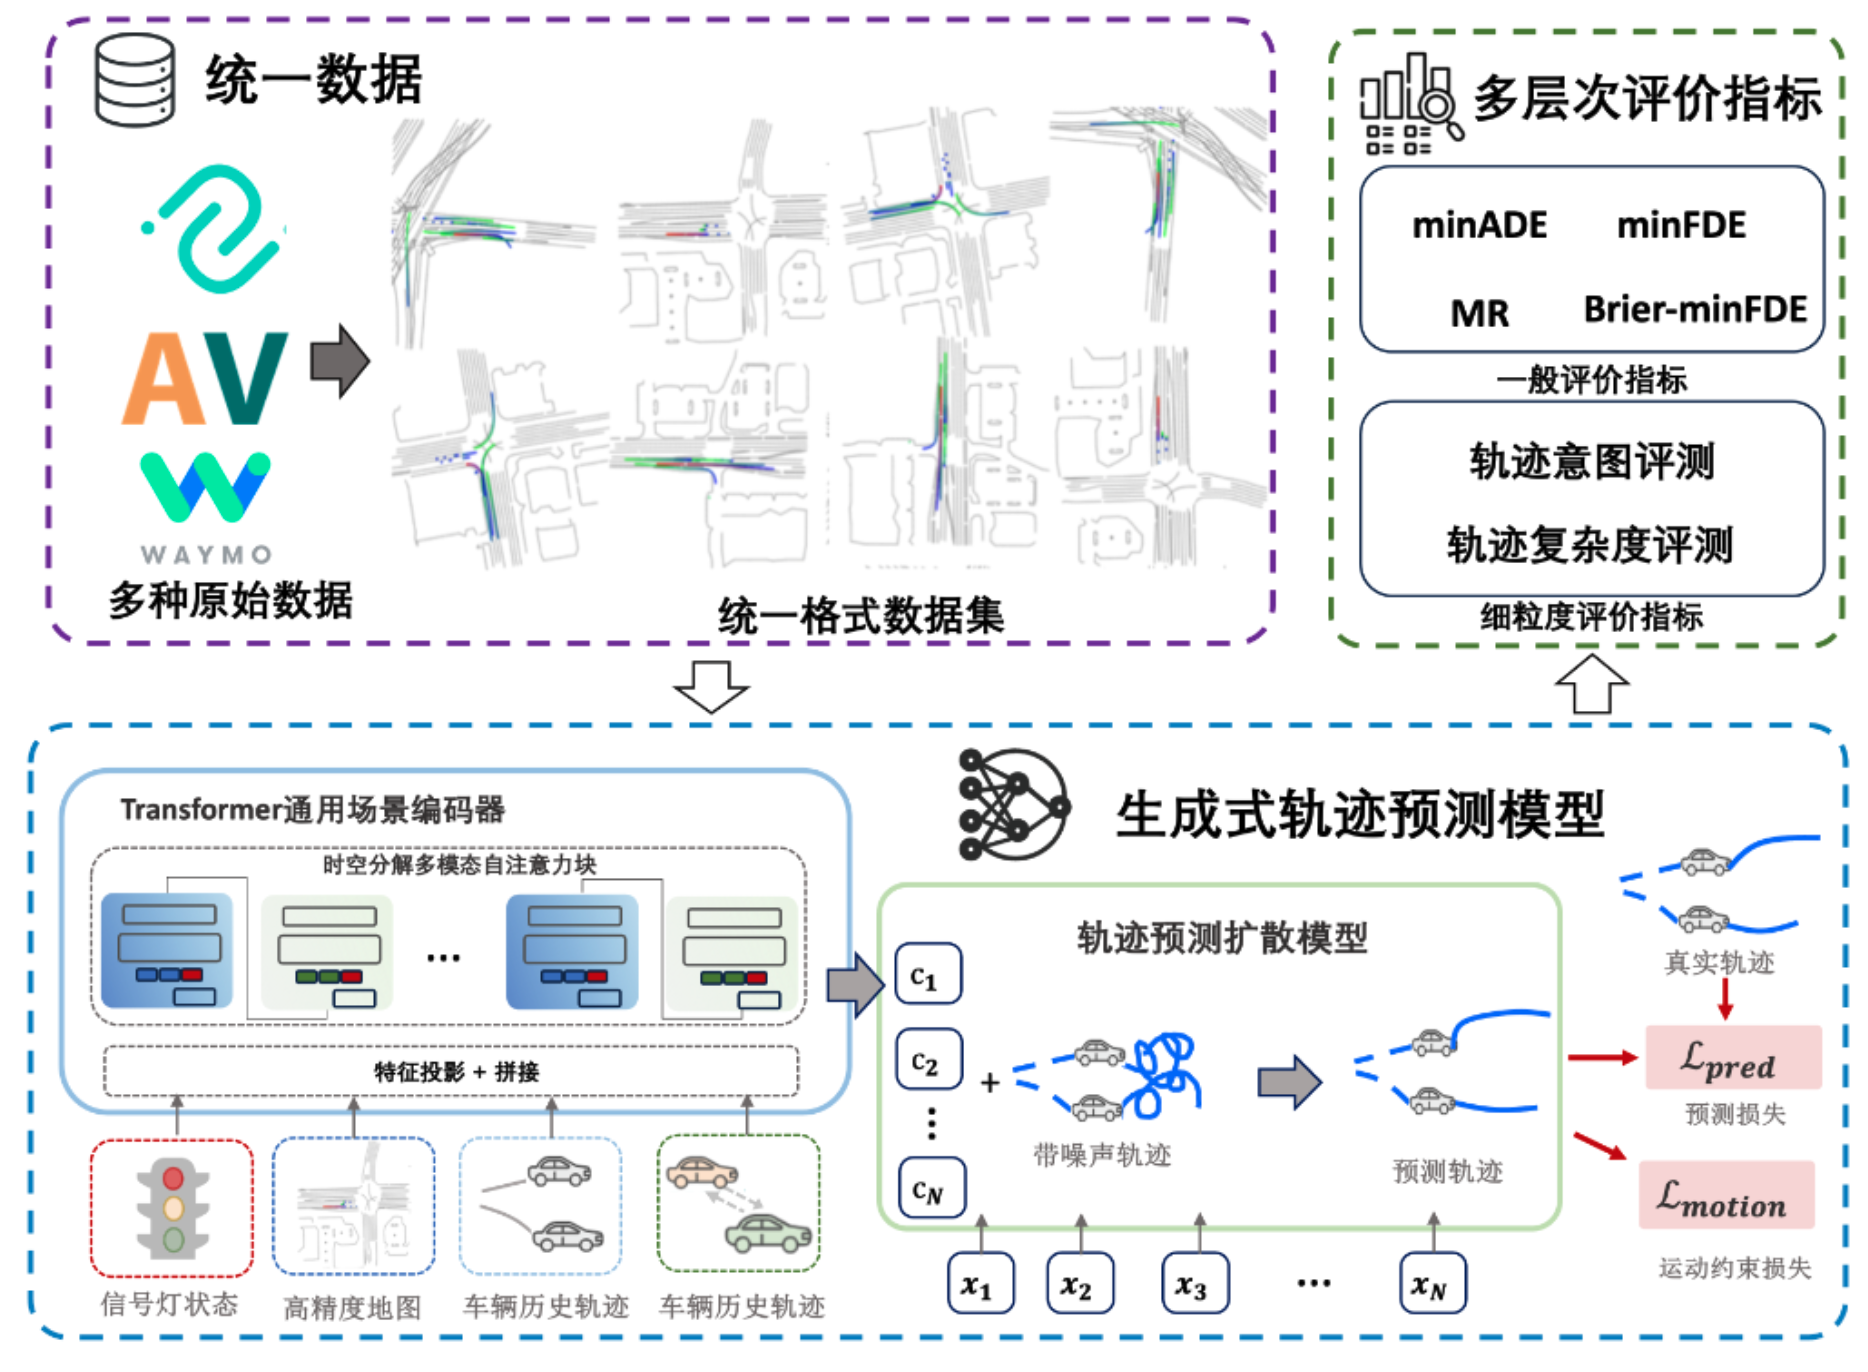 统一数据
AV
WAYMO
多种原始数据
统一格式数据集
多层次评价指标
minADE
minFDE
MR
Brier-minFDE
一般评价指标
轨迹意图评测
轨迹复杂度评测
细粒度评价指标
生成式轨迹预测模型
Transformer通用场景编码器
时空分解多模态自注意力块
...
特征投影 + 拼接
信号灯状态
高精度地图
车辆历史轨迹
车辆历史轨迹
轨迹预测扩散模型
c₁
c₂
⋮
c_N
+
带噪声轨迹
预测轨迹
x₁
x₂
x₃
...
x_N
真实轨迹
ℒ_pred
预测损失
ℒ_motion
运动约束损失